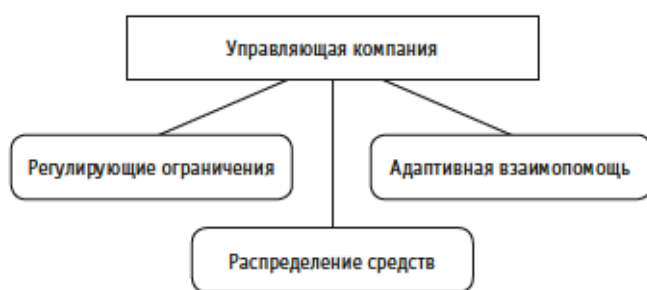 Управляющая компания
Регулирующие ограничения
Адаптивная взаимопомощь
Распределение средств